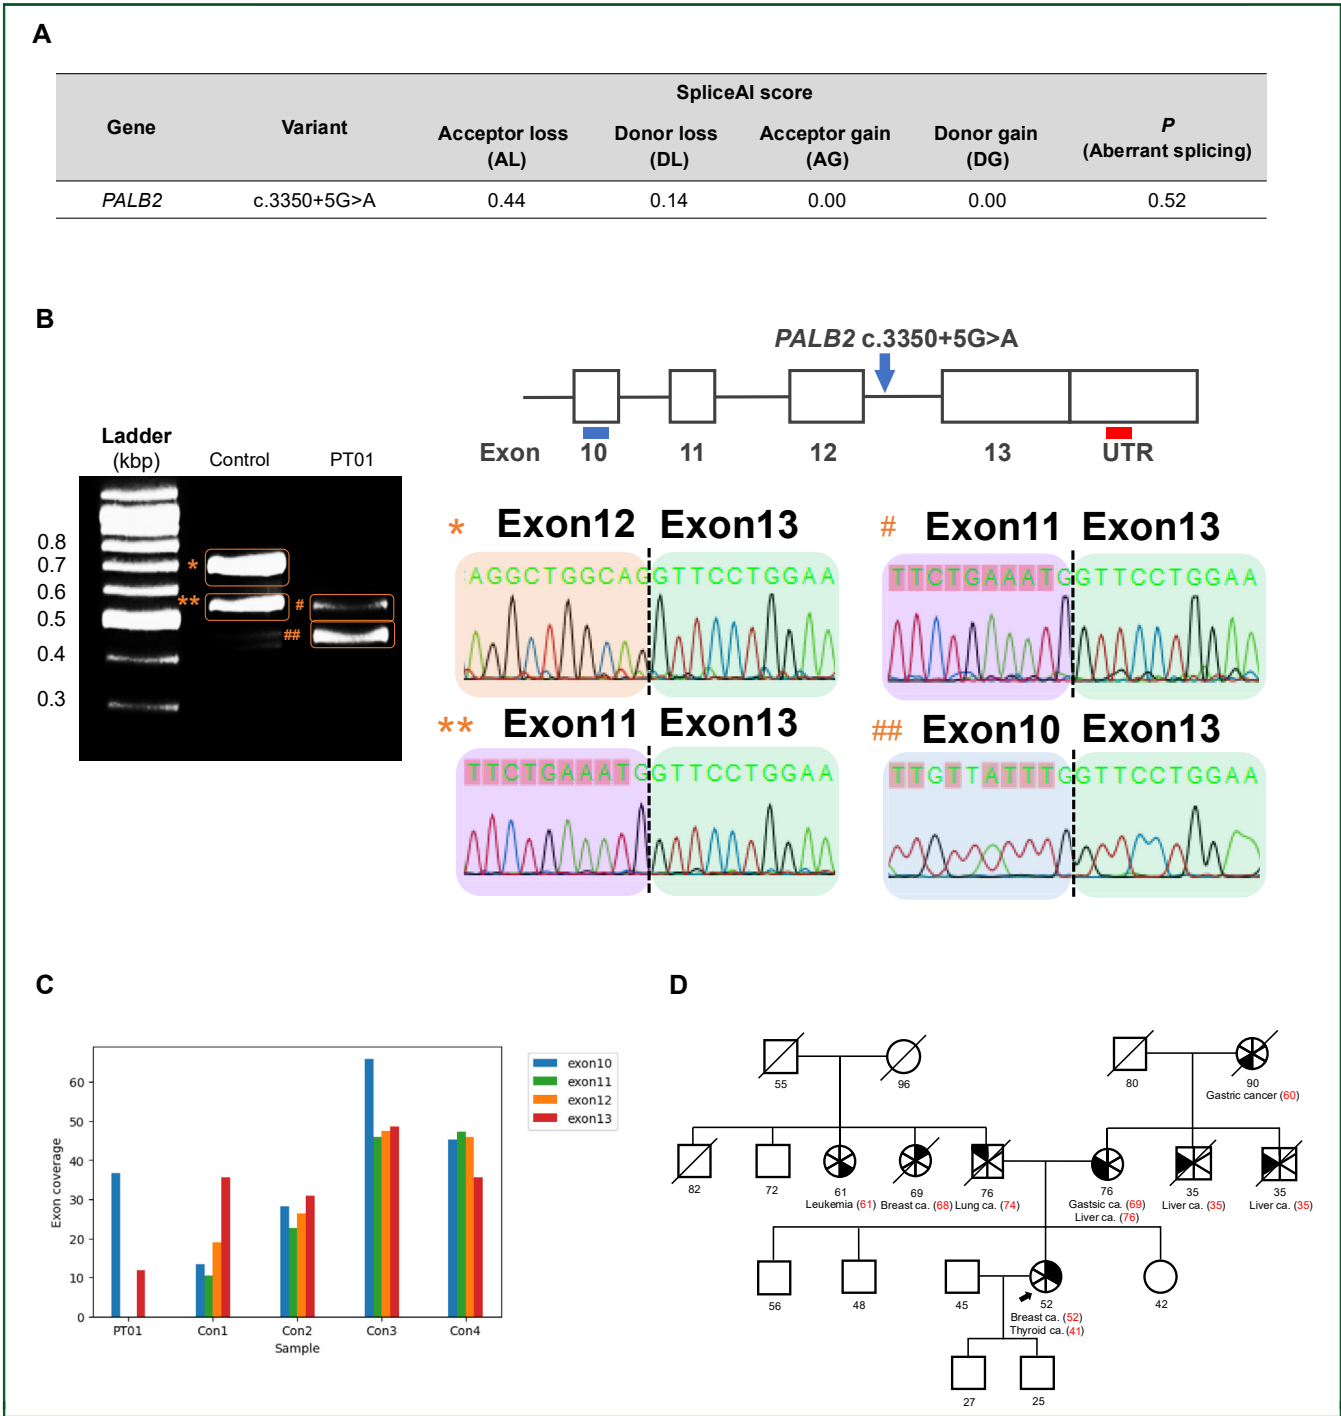 A
SpliceAI score
Gene
Variant
Acceptor loss
(AL)
Donor loss
(DL)
Acceptor gain
(AG)
Donor gain
(DG)
P
(Aberrant splicing)
PALB2
c.3350+5G>A
0.44
0.14
0.00
0.00
0.52
B
PALB2 c.3350+5G>A
Exon
10
11
12
13
UTR
Ladder
(kbp)
Control
PT01
0.8
0.7
0.6
0.5
0.4
0.3
*
**
#
##
* Exon12 Exon13
AGGCTGGCAGGTTCCTGGAA
# Exon11 Exon13
TTCTGAAATGGTTCCTGGAA
** Exon11 Exon13
TTCTGAAATGGTTCCTGGAA
## Exon10 Exon13
TTGTTATTTGGTTCCTGGAA
C
Exon coverage
60
50
40
30
20
10
0
PT01
Con1
Con2
Con3
Con4
Sample
exon10
exon11
exon12
exon13
D
55
96
80
90
Gastric cancer (60)
82
72
61
Leukemia (61)
69
Breast ca. (68)
76
Lung ca. (74)
76
Gastsic ca. (69)
Liver ca. (76)
35
Liver ca. (35)
35
Liver ca. (35)
56
48
45
52
Breast ca. (52)
Thyroid ca. (41)
42
27
25